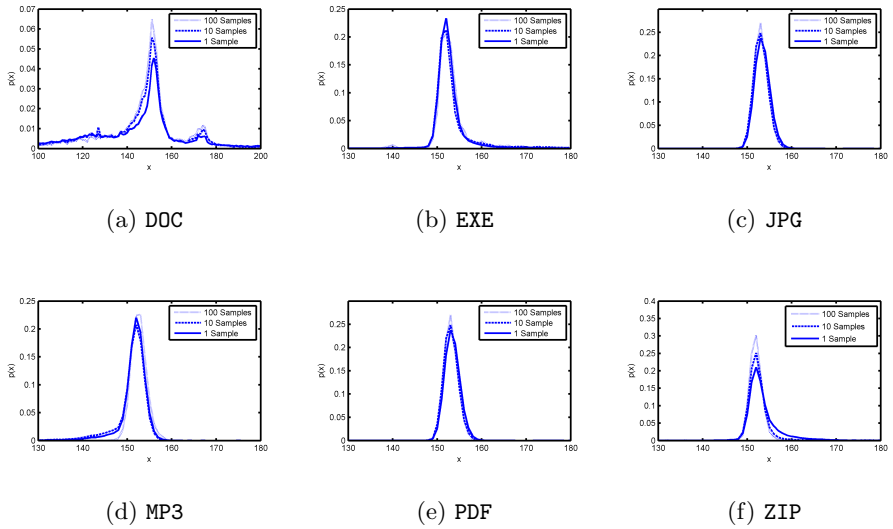 0.07
0.06
0.05
0.04
0.03
0.02
0.01
0
p(x)
100 120 140 160 180 200
x
100 Samples
10 Samples
1 Sample
(a) DOC
0.25
0.2
0.15
0.1
0.05
0
p(x)
130 140 150 160 170 180
x
100 Samples
10 Samples
1 Sample
(b) EXE
0.25
0.2
0.15
0.1
0.05
0
p(x)
130 140 150 160 170 180
x
100 Samples
10 Samples
1 Sample
(c) JPG
0.25
0.2
0.15
0.1
0.05
0
p(x)
130 140 150 160 170 180
x
100 Samples
10 Samples
1 Sample
(d) MP3
0.25
0.2
0.15
0.1
0.05
0
p(x)
130 140 150 160 170 180
x
100 Samples
10 Samples
1 Sample
(e) PDF
0.4
0.35
0.3
0.25
0.2
0.15
0.1
0.05
0
p(x)
130 140 150 160 170 180
x
100 Samples
10 Samples
1 Sample
(f) ZIP